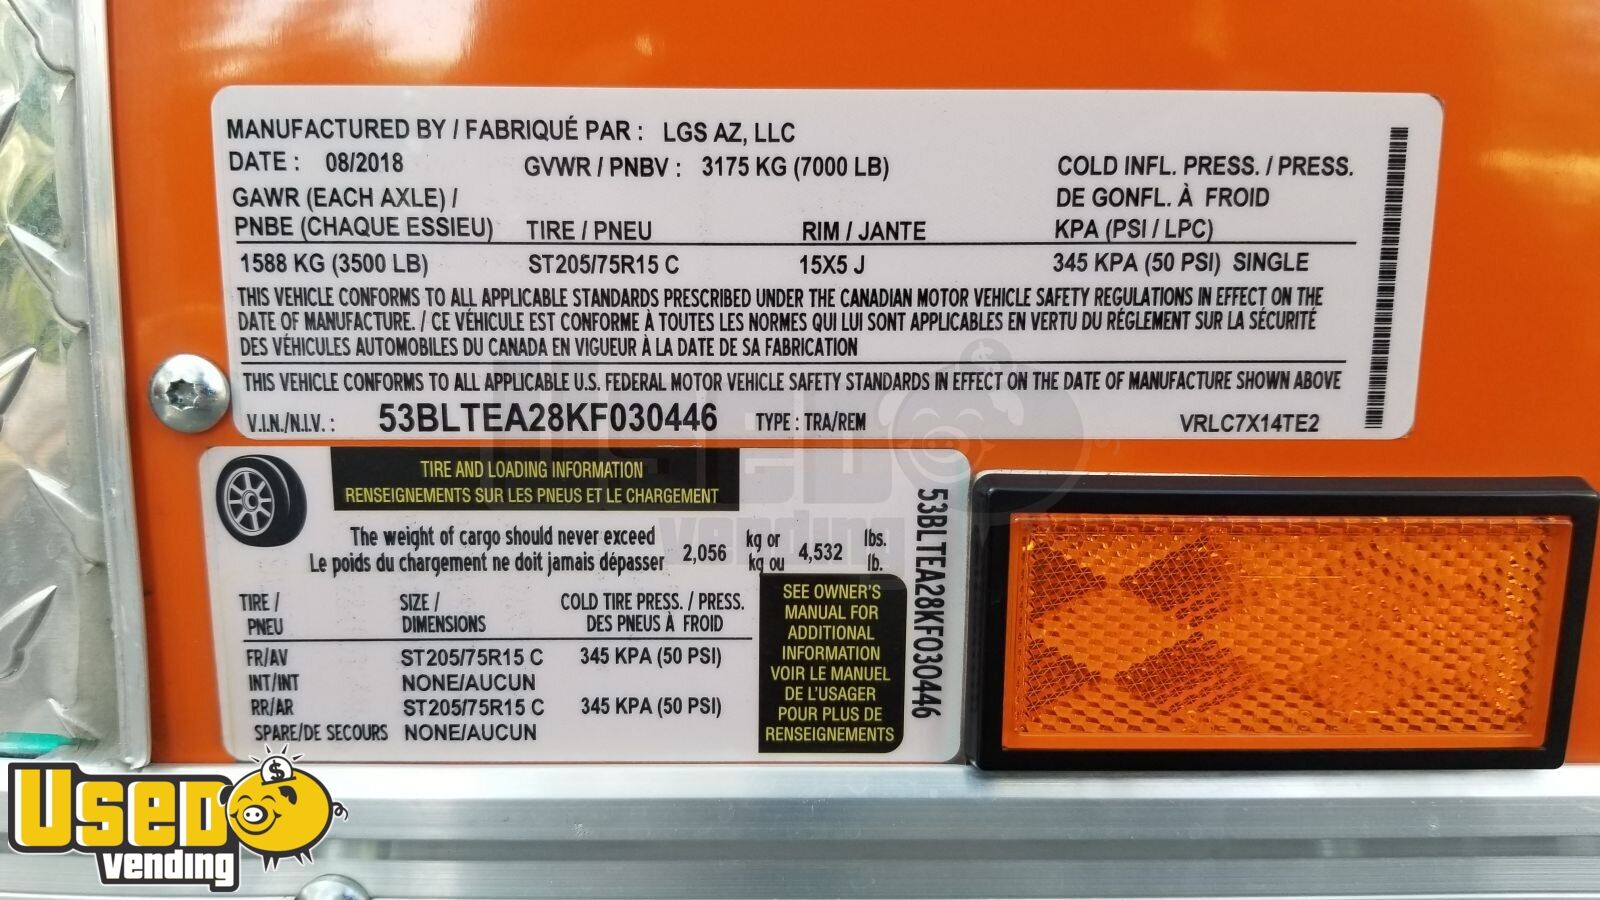 MANUFACTURED BY / FABRIQUÉ PAR : LGS AZ, LLC
DATE : 08/2018 GVWR / PNBV : 3175 KG (7000 LB) COLD INFL. PRESS. / PRESS.
GAWR (EACH AXLE) / DE GONFL. À FROID
PNBE (CHAQUE ESSIEU) TIRE / PNEU RIM / JANTE KPA (PSI / LPC)
1588 KG (3500 LB) ST205/75R15 C 15X5 J 345 KPA (50 PSI) SINGLE
THIS VEHICLE CONFORMS TO ALL APPLICABLE STANDARDS PRESCRIBED UNDER THE CANADIAN MOTOR VEHICLE SAFETY REGULATIONS IN EFFECT ON THE
DATE OF MANUFACTURE. / CE VÉHICULE EST CONFORME À TOUTES LES NORMES QUI LUI SONT APPLICABLES EN VERTU DU RÉGLEMENT SUR LA SÉCURITÉ
DES VÉHICULES AUTOMOBILES DU CANADA EN VIGUEUR À LA DATE DE SA FABRICATION
THIS VEHICLE CONFORMS TO ALL APPLICABLE U.S. FEDERAL MOTOR VEHICLE SAFETY STANDARDS IN EFFECT ON THE DATE OF MANUFACTURE SHOWN ABOVE
V.I.N./N.I.V. : 53BLTEA28KF030446 TYPE : TRA/REM VRLC7X14TE2
TIRE AND LOADING INFORMATION
RENSEIGNEMENTS SUR LES PNEUS ET LE CHARGEMENT
The weight of cargo should never exceed
Le poids du chargement ne doit jamais dépasser
2,056 kg or
kg ou 4,532 lbs.
lb.
TIRE / SIZE / COLD TIRE PRESS. / PRESS.
PNEU DIMENSIONS DES PNEUS À FROID
FR/AV ST205/75R15 C 345 KPA (50 PSI)
INT/INT NONE/AUCUN
RR/AR ST205/75R15 C 345 KPA (50 PSI)
SPARE/DE SECOURS NONE/AUCUN
SEE OWNER'S
MANUAL FOR
ADDITIONAL
INFORMATION
VOIR LE MANUEL
DE L'USAGER
POUR PLUS DE
RENSEIGNEMENTS
53BLTEA28KF030446
USED
vending
$
USED
vending
$